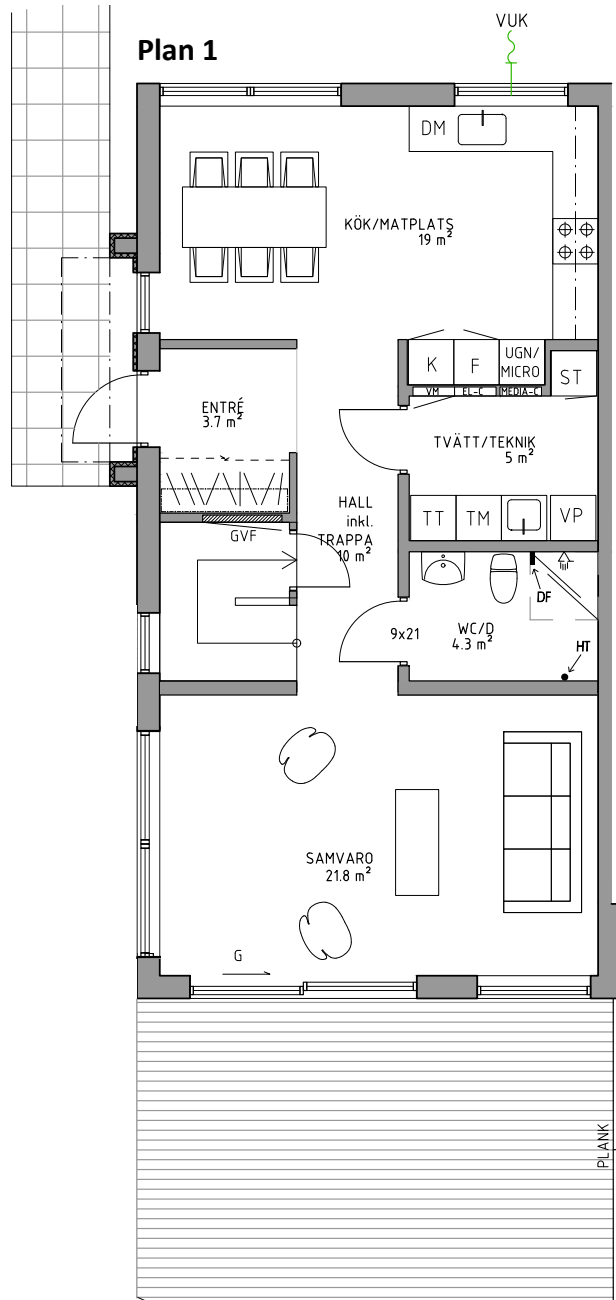 VUK
Plan 1
DM
KÖK/MATPLATS
19 m²
K
F
UGN/
MICRO
ST
VM
EL-C
MEDIA-C
ENTRÉ
3.7 m²
TVÄTT/TEKNIK
5 m²
HALL
inkl.
TRAPPA
10 m²
TT
TM
VP
GVF
DF
9x21
WC/D
4.3 m²
HT
SAMVARO
21.8 m²
G
PLANK